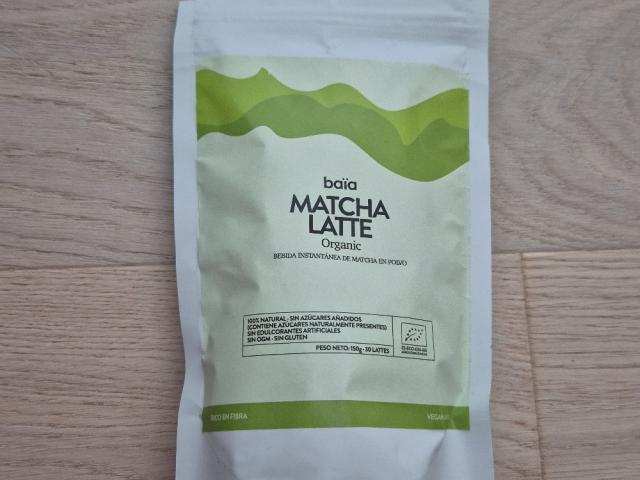 baïa
MATCHA
LATTE
Organic
BEBIDA INSTANTÁNEA DE MATCHA EN POLVO
100% NATURAL · SIN AZÚCARES AÑADIDOS
(CONTIENE AZÚCARES NATURALMENTE PRESENTES)
SIN EDULCORANTES ARTIFICIALES
SIN OGM · SIN GLUTEN
PESO NETO: 150g · 30 LATTES
RICO EN FIBRA